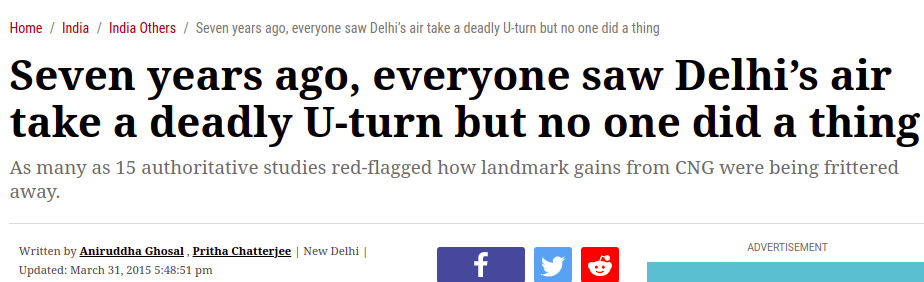 Home / India / India Others / Seven years ago, everyone saw Delhi's air take a deadly U-turn but no one did a thing
Seven years ago, everyone saw Delhi's air
take a deadly U-turn but no one did a thing
As many as 15 authoritative studies red-flagged how landmark gains from CNG were being frittered
away.
Written by Aniruddha Ghosal , Pritha Chatterjee | New Delhi |
Updated: March 31, 2015 5:48:51 pm
ADVERTISEMENT